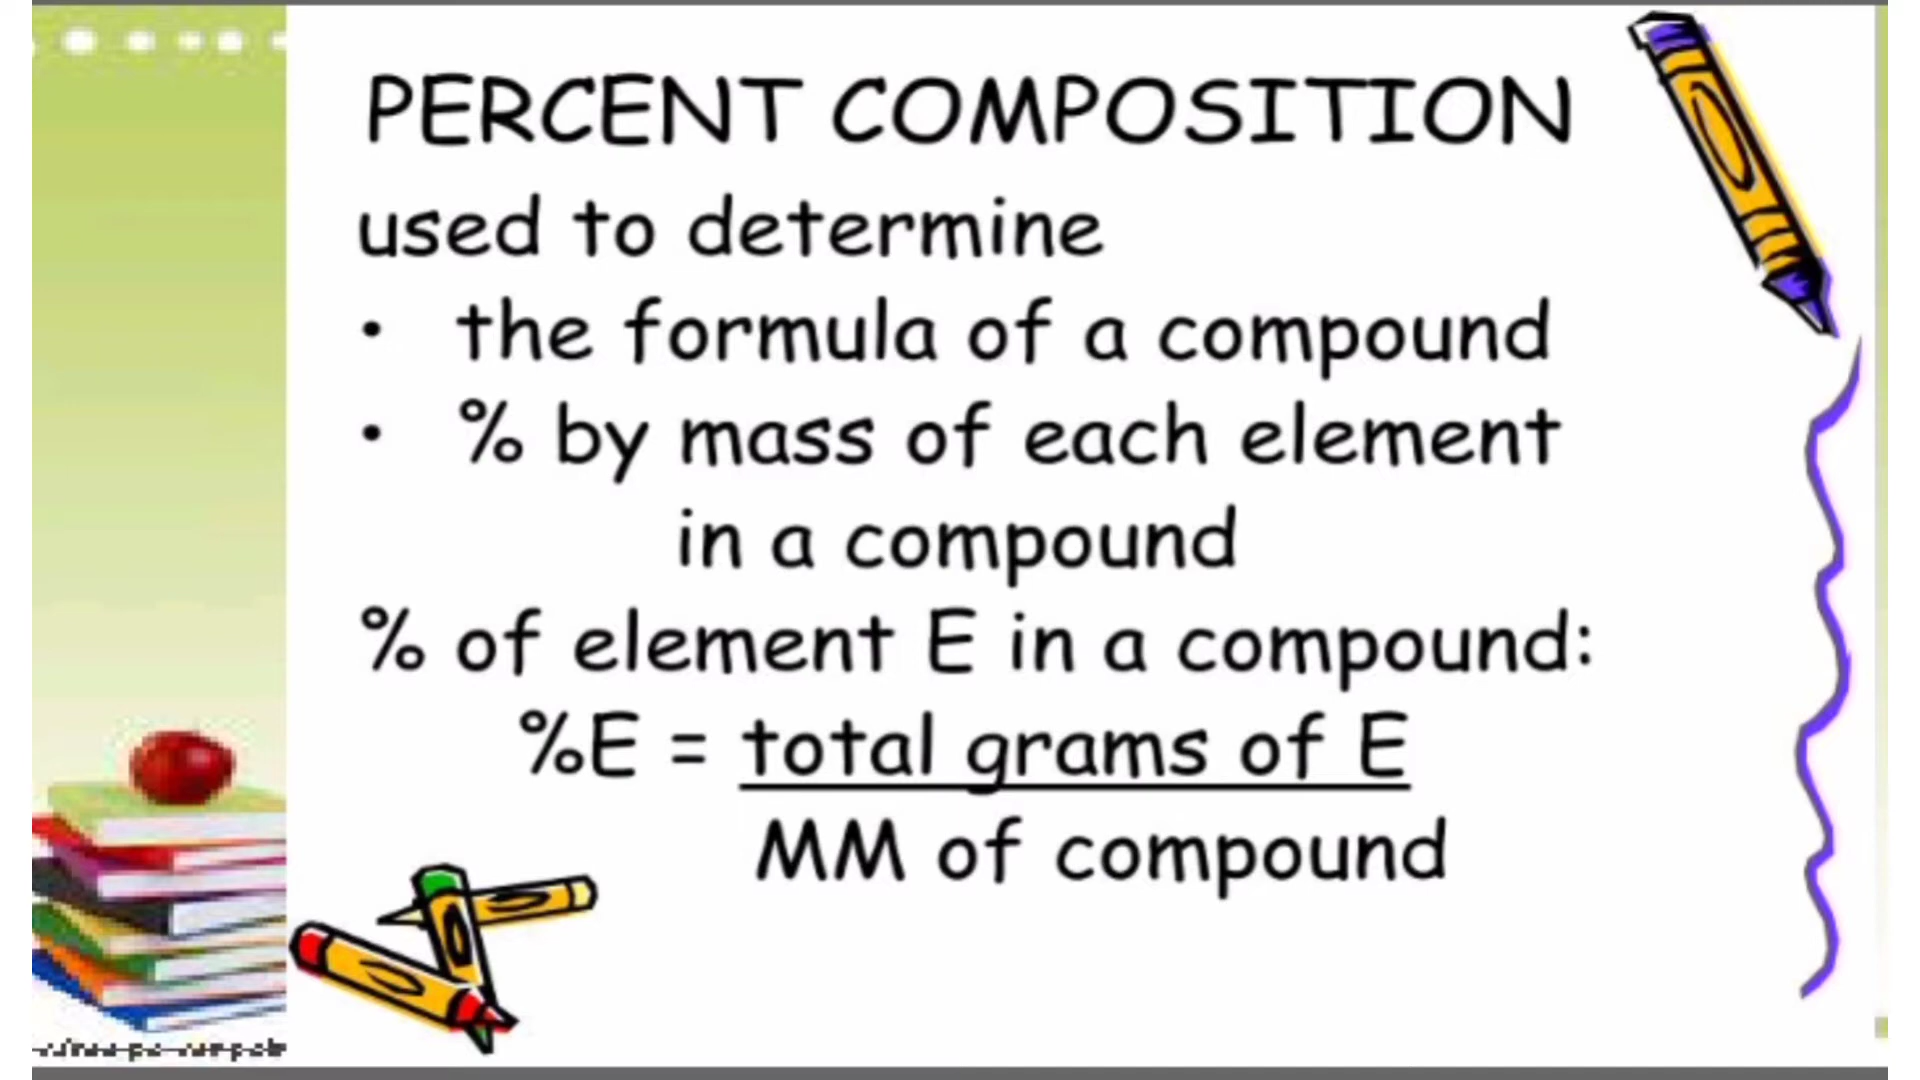 PERCENT COMPOSITION
used to determine
• the formula of a compound
• % by mass of each element
in a compound
% of element E in a compound:
%E = total grams of E
MM of compound